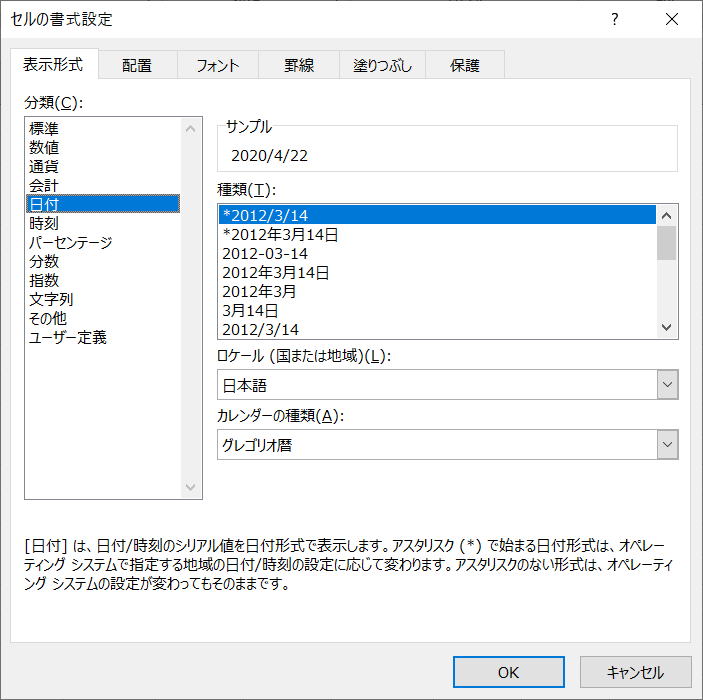 セルの書式設定
?
表示形式 配置 フォント 罫線 塗りつぶし 保護
分類(C):
標準
数値
通貨
会計
日付
時刻
パーセンテージ
分数
指数
文字列
その他
ユーザー定義
サンプル
2020/4/22
種類(T):
*2012/3/14
*2012年3月14日
2012-03-14
2012年3月14日
2012年3月
3月14日
2012/3/14
ロケール (国または地域)(L):
日本語
カレンダーの種類(A):
グレゴリオ暦
[日付] は、日付/時刻のシリアル値を日付形式で表示します。アスタリスク (*) で始まる日付形式は、オペレー
ティング システムで指定する地域の日付/時刻の設定に応じて変わります。アスタリスクのない形式は、オペレーティ
ング システムの設定が変わってもそのままです。
OK キャンセル